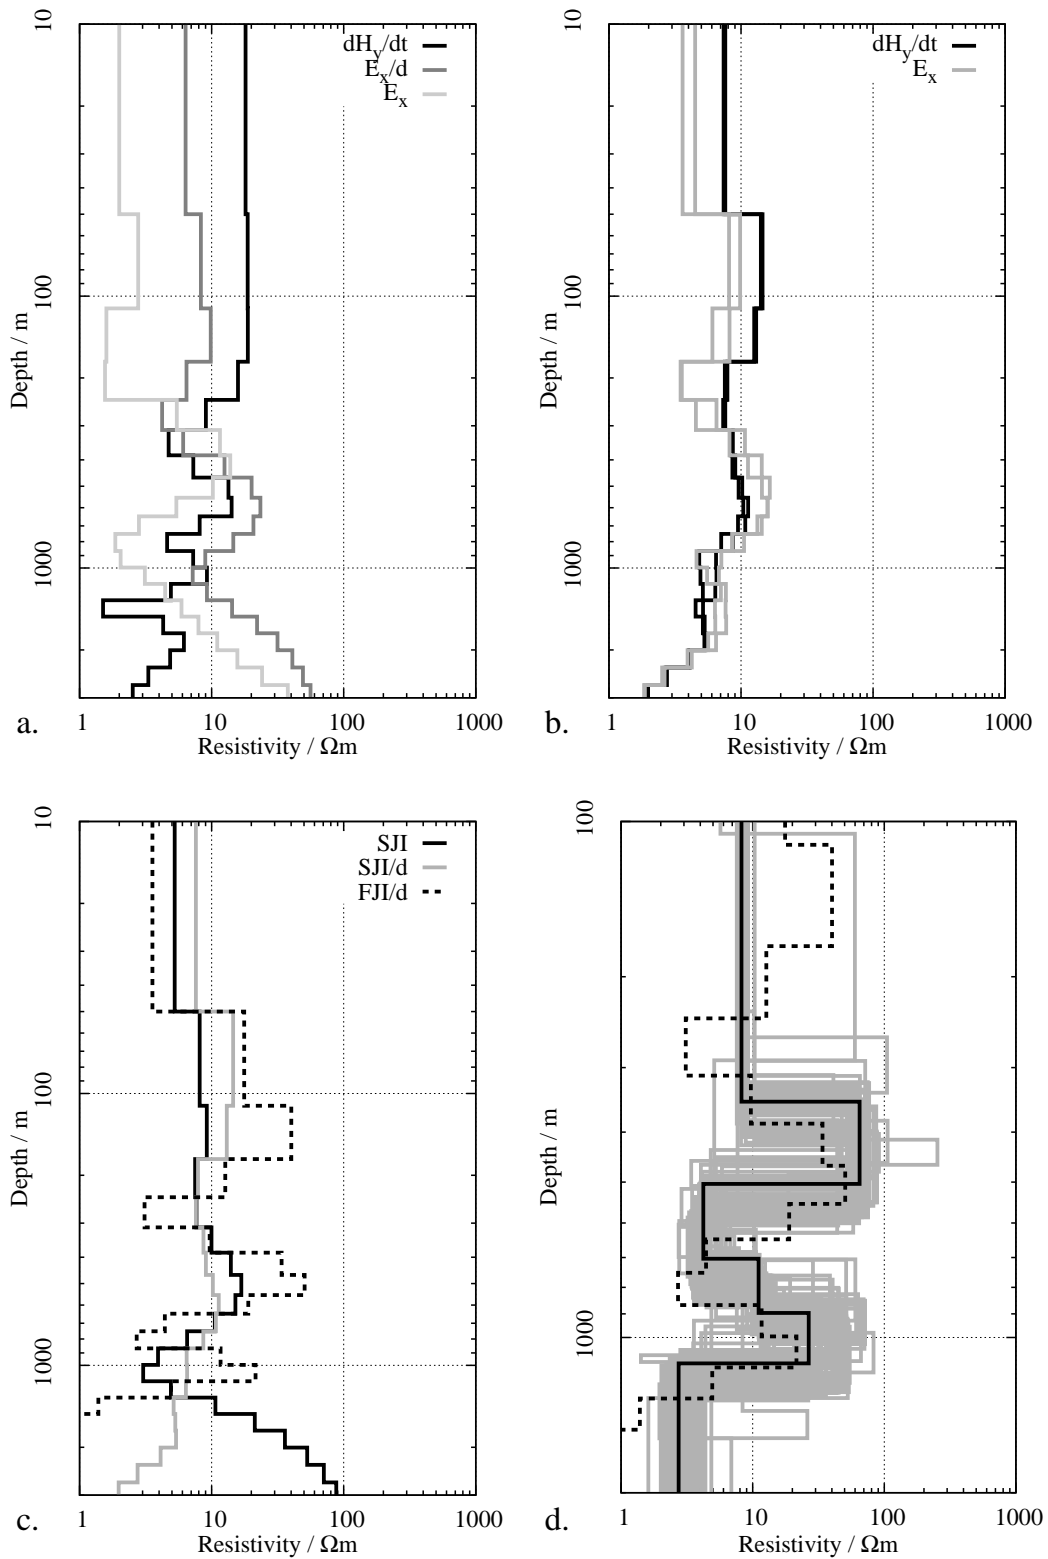 10
100
1000
Depth / m
dH_y/dt
E_x/d
E_x
1 10 100 1000
Resistivity / Ωm
a.
10
100
1000
Depth / m
dH_y/dt
E_x
1 10 100 1000
Resistivity / Ωm
b.
10
100
1000
Depth / m
SJI
SJI/d
FJI/d
1 10 100 1000
Resistivity / Ωm
c.
100
1000
Depth / m
1 10 100 1000
Resistivity / Ωm
d.